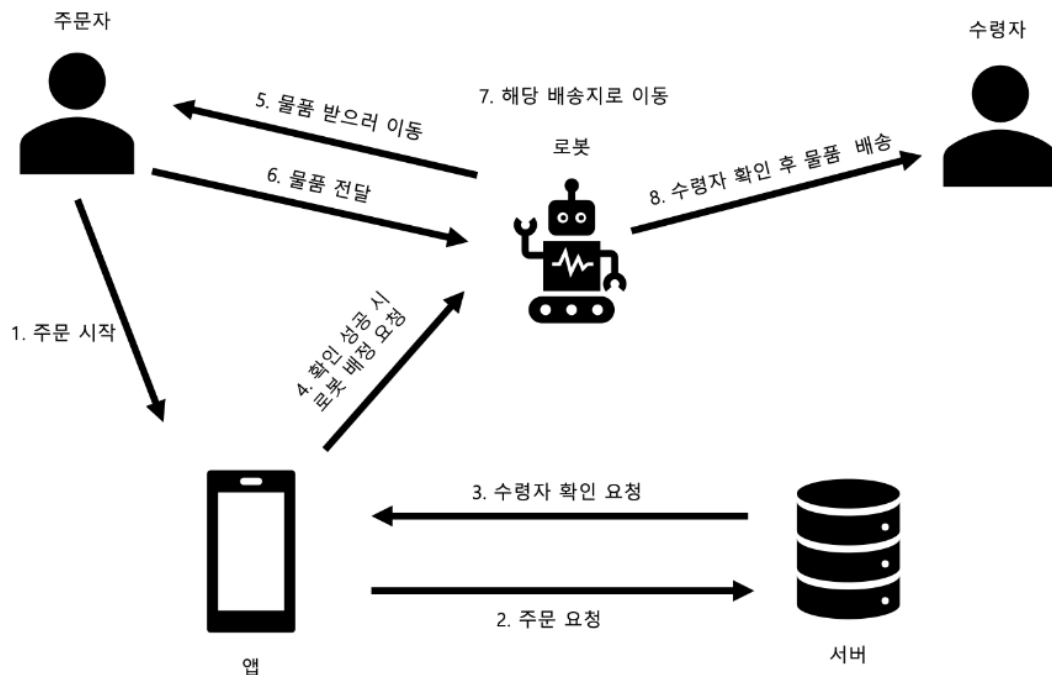 주문자
수령자
5. 물품 받으러 이동
7. 해당 배송지로 이동
로봇
6. 물품 전달
8. 수령자 확인 후 물품 배송
1. 주문 시작
4. 확인 성공 시
로봇 배정 요청
3. 수령자 확인 요청
2. 주문 요청
앱
서버